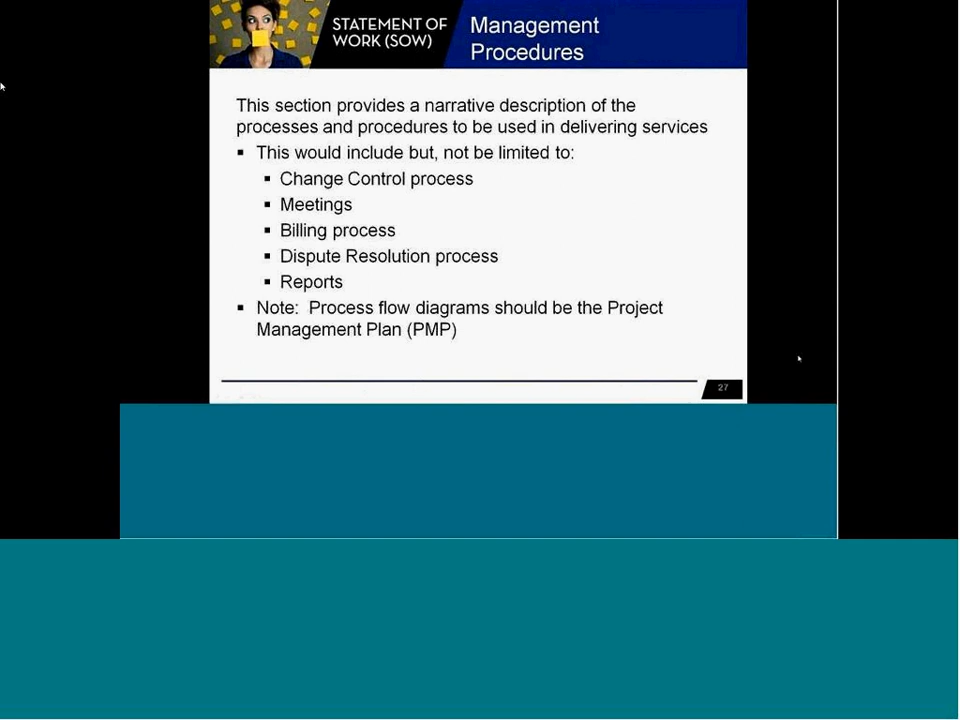 STATEMENT OF
WORK (SOW)
Management
Procedures
This section provides a narrative description of the
processes and procedures to be used in delivering services
▪ This would include but, not be limited to:
▪ Change Control process
▪ Meetings
▪ Billing process
▪ Dispute Resolution process
▪ Reports
▪ Note: Process flow diagrams should be the Project
Management Plan (PMP)
27